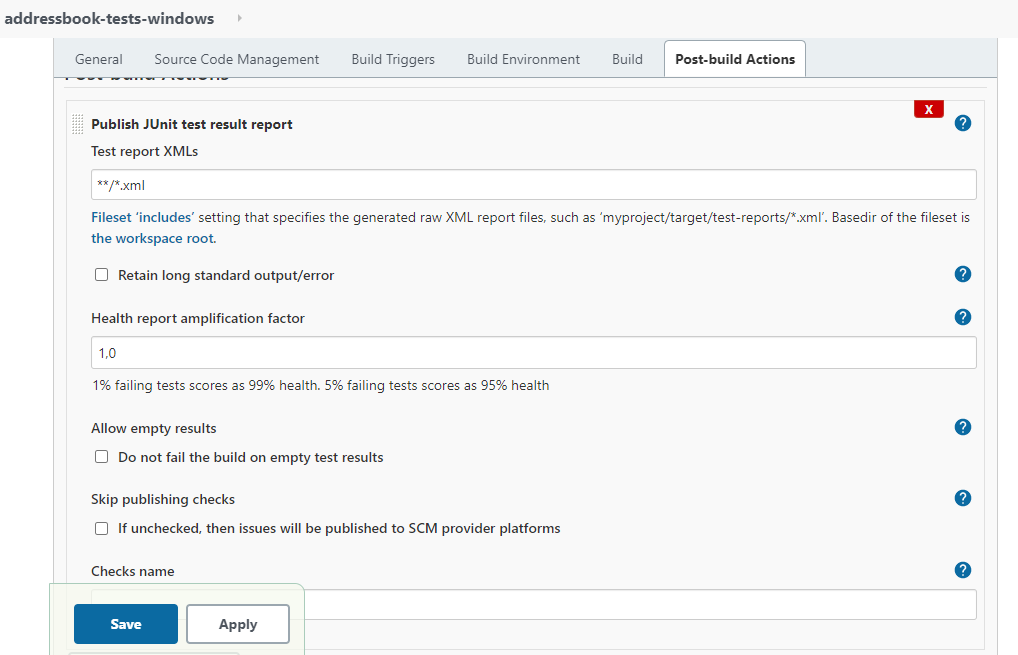 addressbook-tests-windows
General Source Code Management Build Triggers Build Environment Build Post-build Actions
Post-build Actions
X
Publish JUnit test result report ?
Test report XMLs
**/*.xml
Fileset ‘includes’ setting that specifies the generated raw XML report files, such as ‘myproject/target/test-reports/*.xml’. Basedir of the fileset is
the workspace root.
Retain long standard output/error ?
Health report amplification factor ?
1,0
1% failing tests scores as 99% health. 5% failing tests scores as 95% health
Allow empty results ?
Do not fail the build on empty test results
Skip publishing checks ?
If unchecked, then issues will be published to SCM provider platforms
Checks name ?
Save Apply